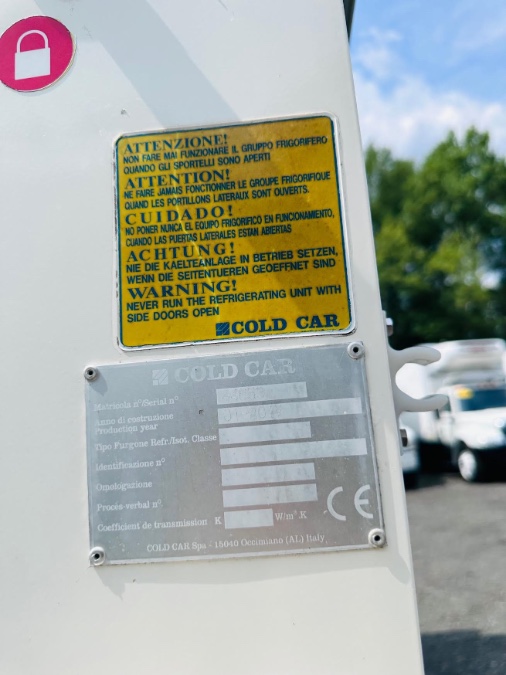 ATTENZIONE!
NON FARE MAI FUNZIONARE IL GRUPPO FRIGORIFERO
QUANDO GLI SPORTELLI SONO APERTI
ATTENTION!
NE FAIRE JAMAIS FONCTIONNER LE GROUPE FRIGORIFIQUE
QUAND LES PORTILLONS LATERAUX SONT OUVERTS.
CUIDADO!
NO PONER NUNCA EL EQUIPO FRIGORIFICO EN FUNCIONAMIENTO,
CUANDO LAS PUERTAS LATERALES ESTAN ABIERTAS
ACHTUNG!
NIE DIE KAELTEANLAGE IN BETRIEB SETZEN,
WENN DIE SEITENTUEREN GEOEFFNET SIND
WARNING!
NEVER RUN THE REFRIGERATING UNIT WITH
SIDE DOORS OPEN
COLD CAR
COLD CAR
Matricola nº/Serial nº
Anno di costruzione
Production year
Tipo Furgone Refr./Isot. Classe
Identificazione nº
Omologazione
Procès-verbal nº
Coefficient de transmission K W/m².K
CE
COLD CAR Spa - 15040 Occimiano (AL) Italy